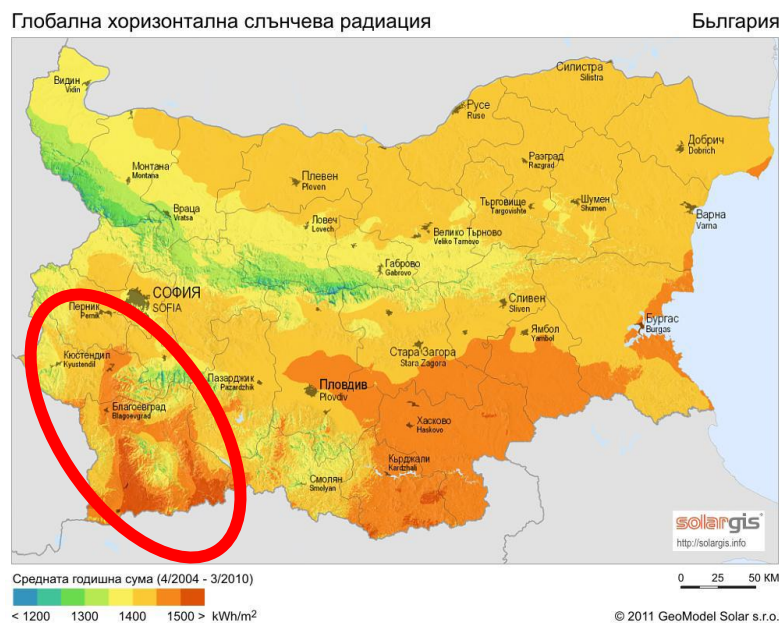 Глобална хоризонтална слънчева радиация
България
Видин
Vidin
Силистра
Silistra
Русе
Ruse
Добрич
Dobrich
Монтана
Montana
Плевен
Pleven
Разград
Razgrad
Враца
Vratsa
Търговище
Targovishte
Шумен
Shumen
Варна
Varna
Ловеч
Lovech
Велико Търново
Veliko Tarnovo
Габрово
Gabrovo
СОФИЯ
SOFIA
Перник
Pernik
Сливен
Sliven
Бургас
Burgas
Ямбол
Yambol
Кюстендил
Kyustendil
Стара Загора
Stara Zagora
Пазарджик
Pazardzhik
Пловдив
Plovdiv
Благоевград
Blagoevgrad
Хасково
Haskovo
Кърджали
Kardzhali
Смолян
Smolyan
solargis
http://solargis.info
Средната годишна сума (4/2004 - 3/2010)
0 25 50 KM
< 1200 1300 1400 1500 > kWh/m²
© 2011 GeoModel Solar s.r.o.